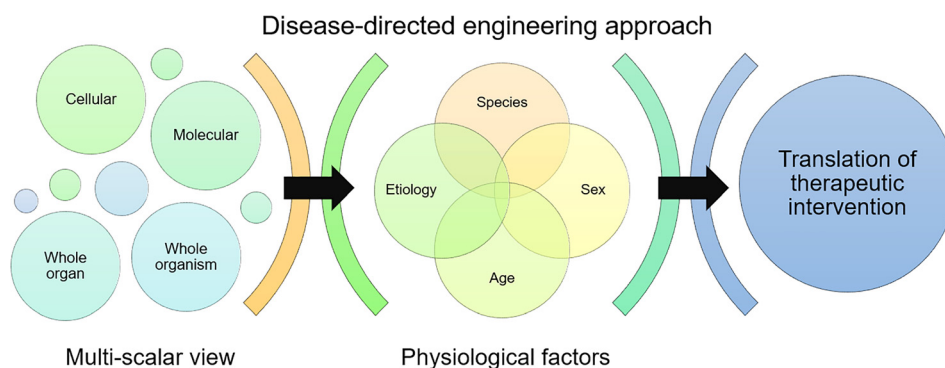 Disease-directed engineering approach
Cellular
Molecular
Whole
organ
Whole
organism
Species
Etiology
Sex
Age
Translation of
therapeutic
intervention
Multi-scalar view
Physiological factors